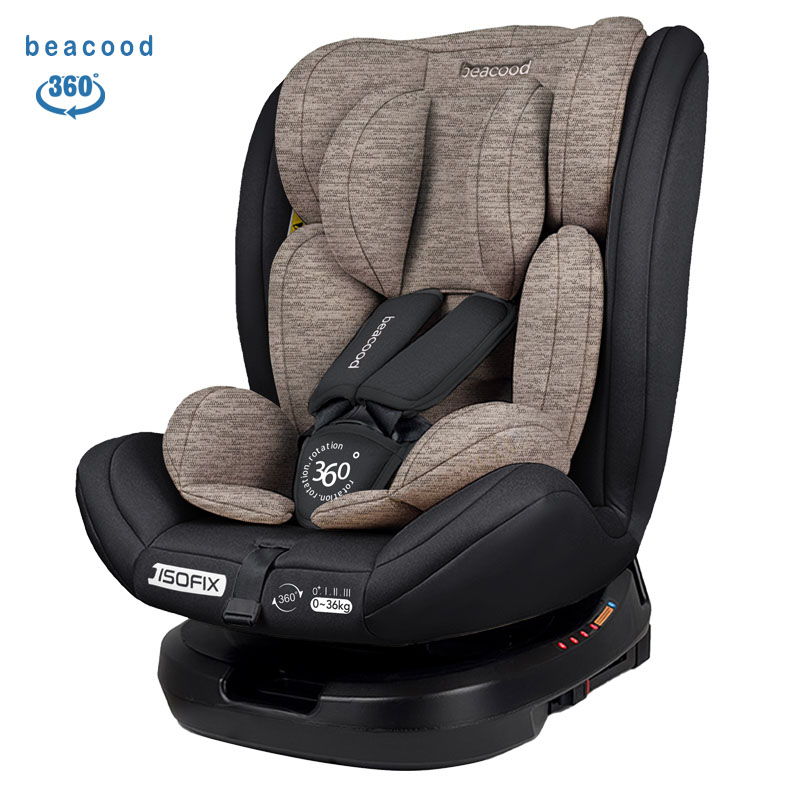 beacood
360°
beacood
beacood
rotation.rotation
360°
rotation.rotation
ISOFIX
360°
0⁺. I . II . III
0~36kg